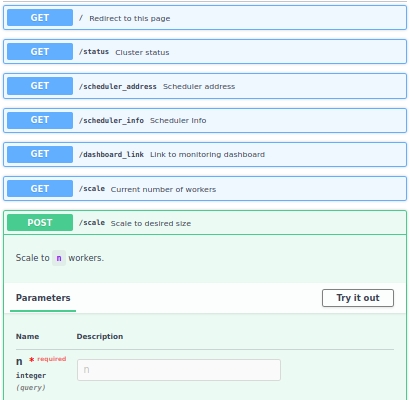 GET / Redirect to this page
GET /status Cluster status
GET /scheduler_address Scheduler address
GET /scheduler_info Scheduler info
GET /dashboard_link Link to monitoring dashboard
GET /scale Current number of workers
POST /scale Scale to desired size
Scale to n workers.
Parameters Try it out
Name Description
n * required
integer
(query)
n